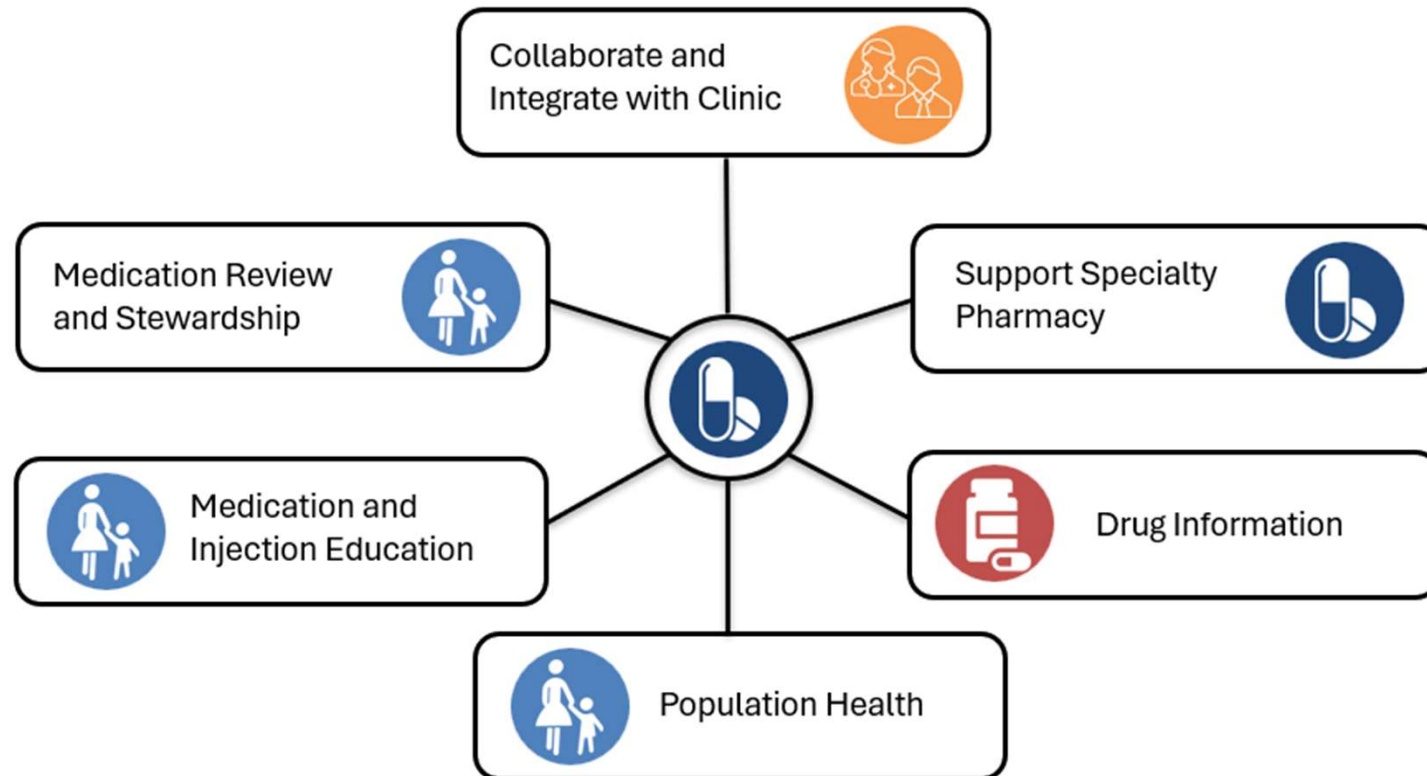 Collaborate and
Integrate with Clinic
Medication Review
and Stewardship
Support Specialty
Pharmacy
Medication and
Injection Education
Drug Information
Population Health